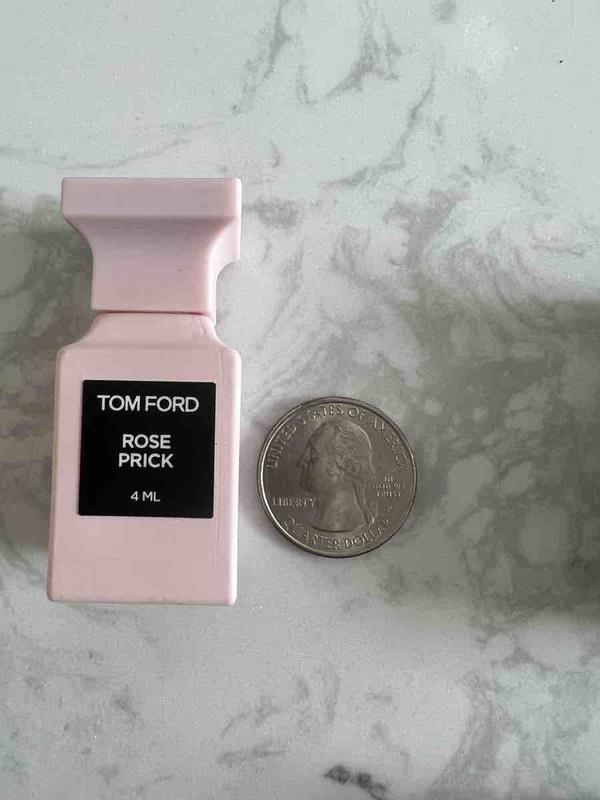 TOM FORD
ROSE
PRICK
4 ML
UNITED STATES OF AMERICA
LIBERTY
IN
GOD WE
TRUST
QUARTER DOLLAR